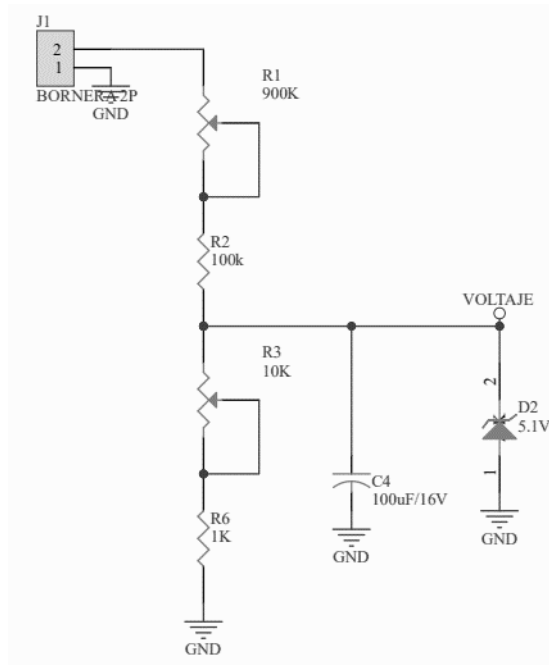 J1
2
1
BORNERA 2P
GND
R1
900K
R2
100k
VOLTAJE
R3
10K
2
D2
5.1V
1
C4
100uF/16V
R6
1K
GND
GND
GND